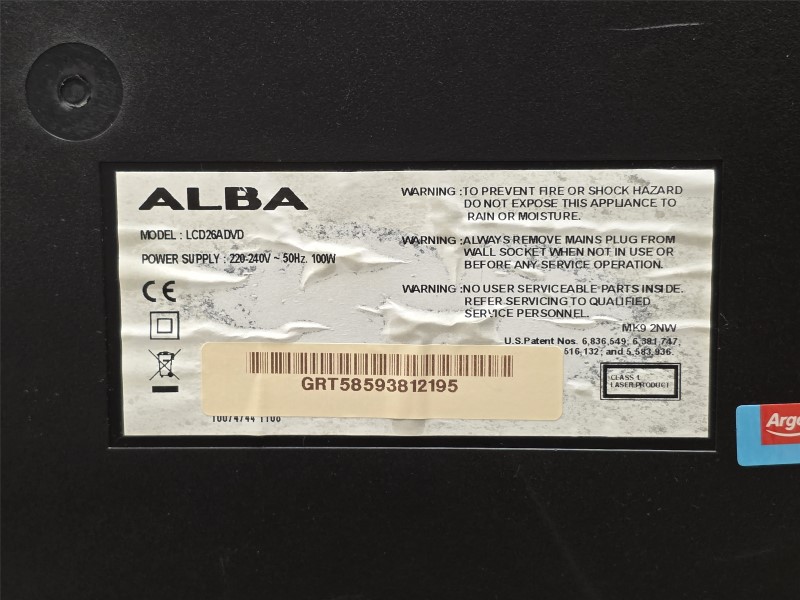 ALBA
MODEL : LCD26ADVD
POWER SUPPLY : 220-240V ~ 50Hz. 100W
CE
WARNING :TO PREVENT FIRE OR SHOCK HAZARD
DO NOT EXPOSE THIS APPLIANCE TO
RAIN OR MOISTURE.
WARNING :ALWAYS REMOVE MAINS PLUG FROM
WALL SOCKET WHEN NOT IN USE OR
BEFORE ANY SERVICE OPERATION.
WARNING :NO USER SERVICEABLE PARTS INSIDE.
REFER SERVICING TO QUALIFIED
SERVICE PERSONNEL.
MK9 2NW
U.S.Patent Nos. 6,836,549; 6,381,747;
516,132; and 5,583,936.
CLASS 1
LASER PRODUCT
GRT58593812195